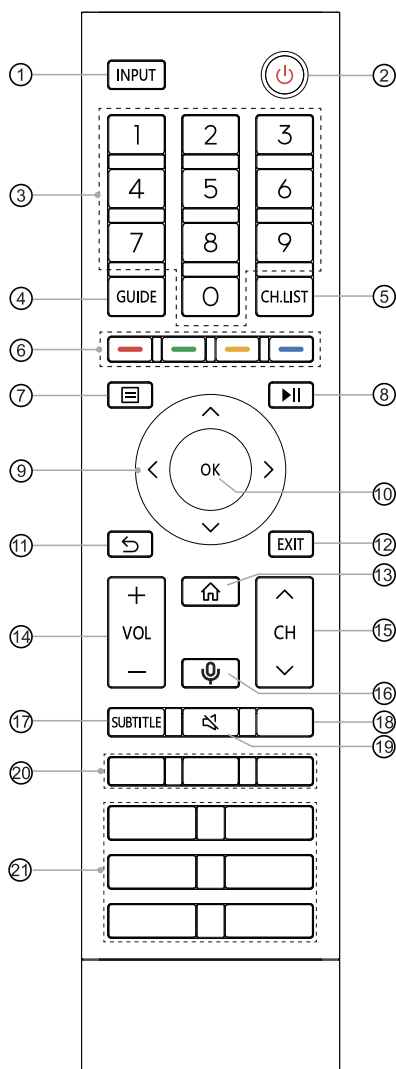 ① INPUT ②
1 2 3
③ 4 5 6
7 8 9
④ GUIDE 0 CH.LIST ⑤
⑥
⑦ ⑧
⑨ OK ⑩
⑪ EXIT ⑫
⑬
+
⑭ VOL CH ⑮
−
⑯
⑰ SUBTITLE ⑱
⑲
⑳
㉑